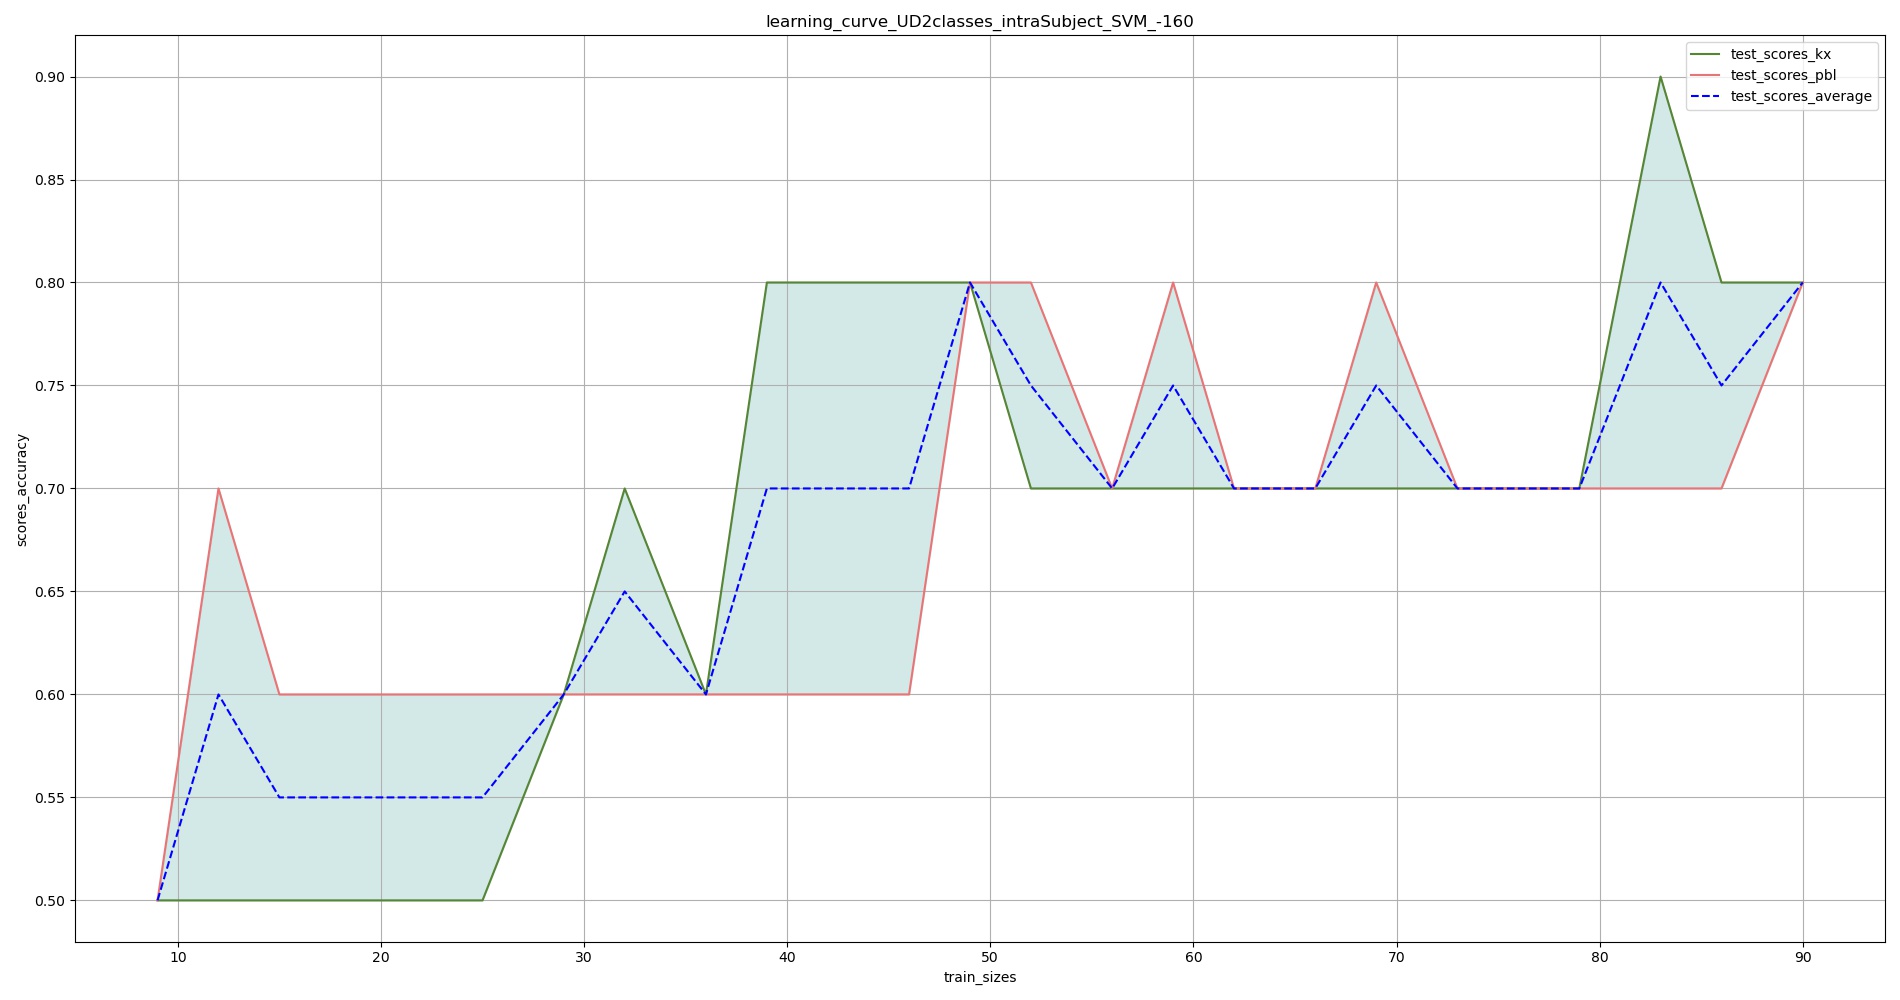 learning_curve_UD2classes_intraSubject_SVM_-160
test_scores_kx
test_scores_pbl
test_scores_average
0.90
0.85
0.80
0.75
0.70
0.65
0.60
0.55
0.50
scores_accuracy
10 20 30 40 50 60 70 80 90
train_sizes